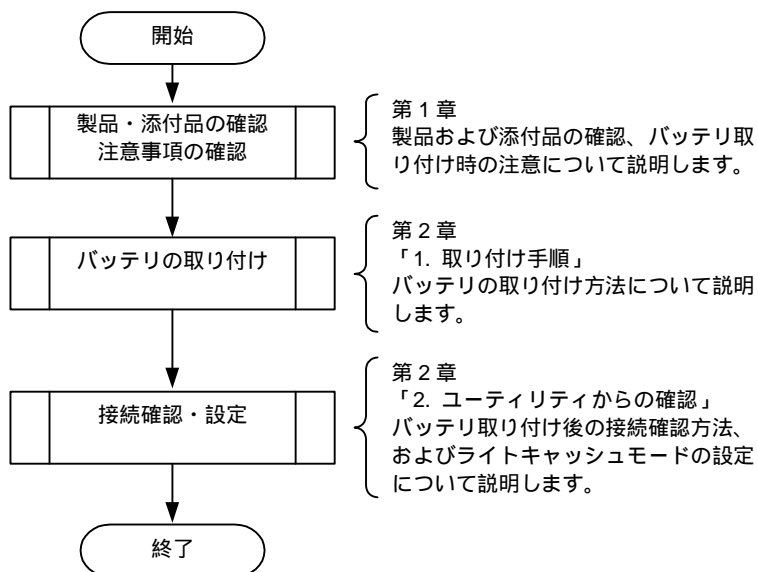 開始
製品・添付品の確認
注意事項の確認
第1章
製品および添付品の確認、バッテリ取
り付け時の注意について説明します。
バッテリの取り付け
第2章
「1. 取り付け手順」
バッテリの取り付け方法について説明
します。
接続確認・設定
第2章
「2. ユーティリティからの確認」
バッテリ取り付け後の接続確認方法、
およびライトキャッシュモードの設定
について説明します。
終了